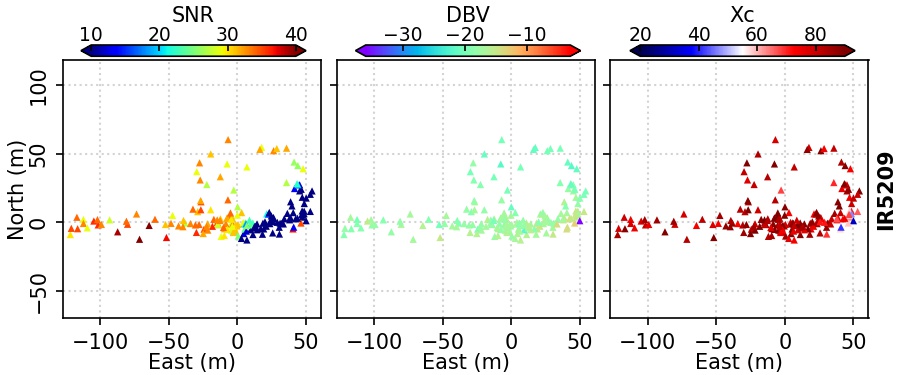 SNR DBV Xc
10 20 30 40 −30 −20 −10 20 40 60 80
100
50
0
−50
North (m)
IR5209
−100 −50 0 50 −100 −50 0 50 −100 −50 0 50
East (m) East (m) East (m)